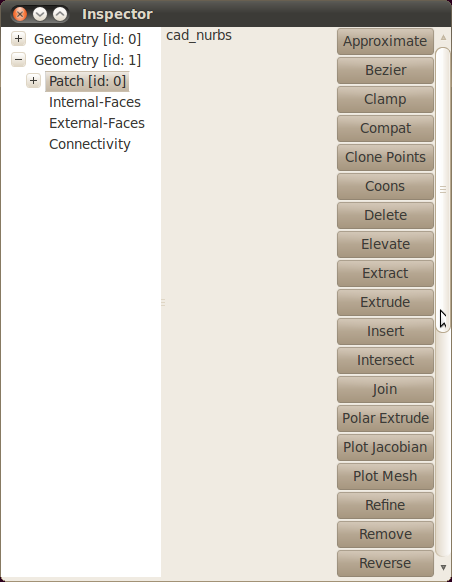 Inspector
Geometry [id: 0]
Geometry [id: 1]
Patch [id: 0]
Internal-Faces
External-Faces
Connectivity
cad_nurbs
Approximate
Bezier
Clamp
Compat
Clone Points
Coons
Delete
Elevate
Extract
Extrude
Insert
Intersect
Join
Polar Extrude
Plot Jacobian
Plot Mesh
Refine
Remove
Reverse